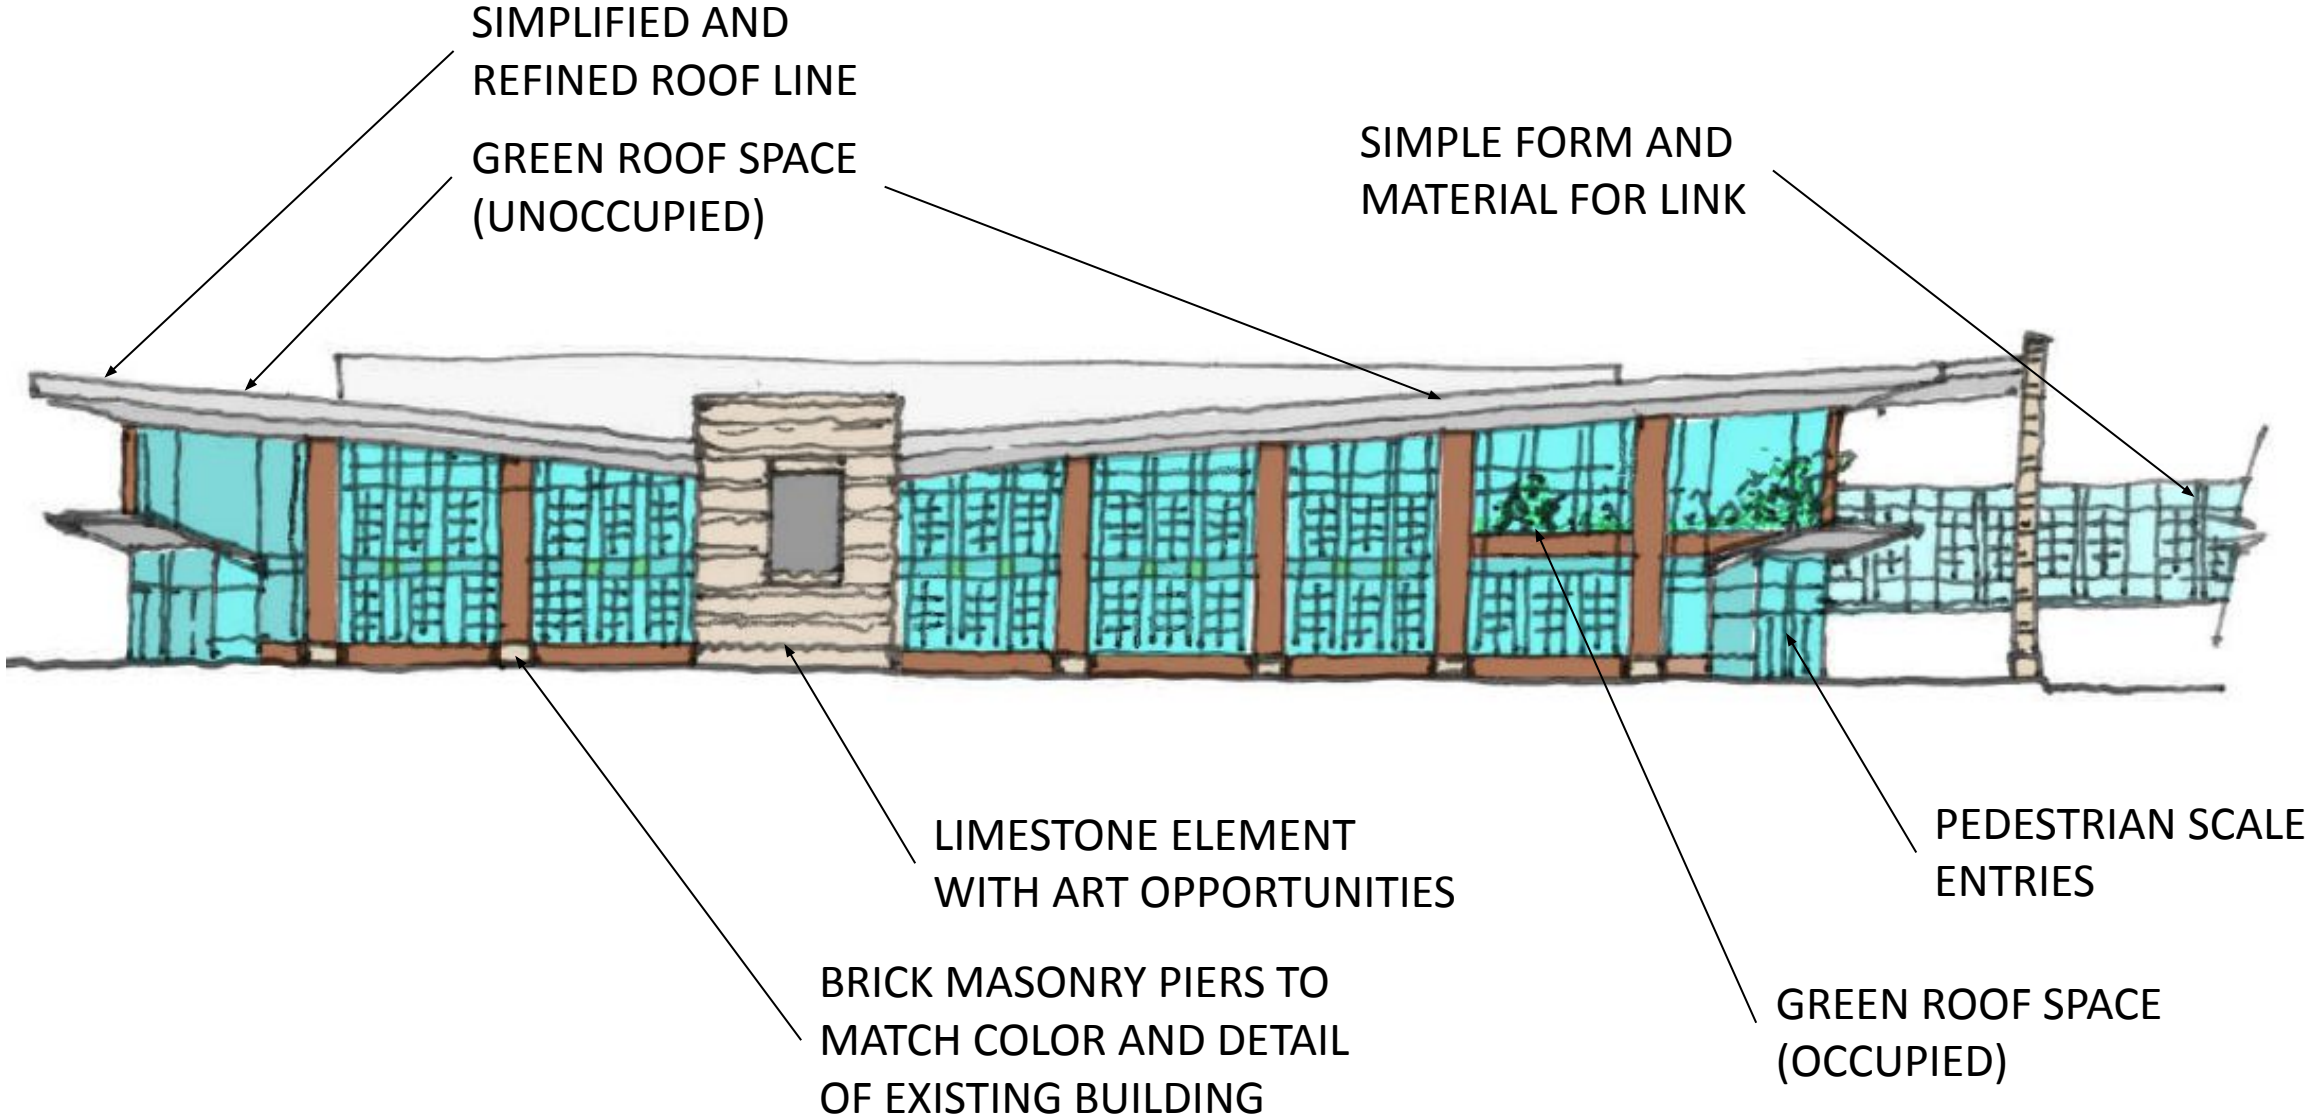 SIMPLIFIED AND
REFINED ROOF LINE
GREEN ROOF SPACE
(UNOCCUPIED)
SIMPLE FORM AND
MATERIAL FOR LINK
LIMESTONE ELEMENT
WITH ART OPPORTUNITIES
BRICK MASONRY PIERS TO
MATCH COLOR AND DETAIL
OF EXISTING BUILDING
PEDESTRIAN SCALE
ENTRIES
GREEN ROOF SPACE
(OCCUPIED)